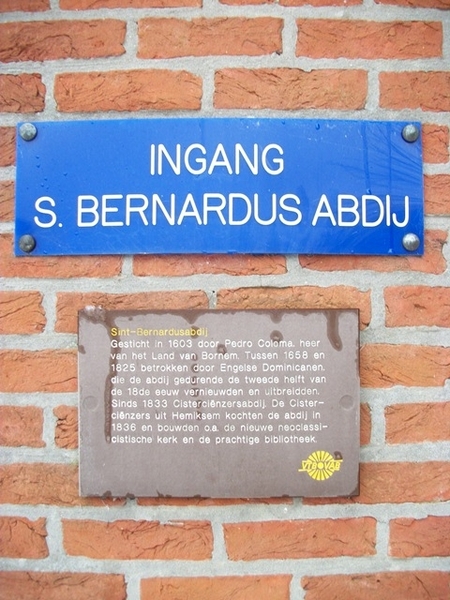 INGANG
S. BERNARDUS ABDIJ
Sint-Bernardusabdij
Gesticht in 1603 door Pedro Coloma, heer
van het Land van Bornem. Tussen 1658 en
1825 betrokken door Engelse Dominicanen,
die de abdij gedurende de tweede helft van
de 18de eeuw vernieuwden en uitbreidden.
Sinds 1833 Cisterciënzersabdij. De Cister-
ciënzers uit Hemiksem kochten de abdij in
1836 en bouwden o.a. de nieuwe neoclassi-
cistische kerk en de prachtige bibliotheek.
VTB VAB